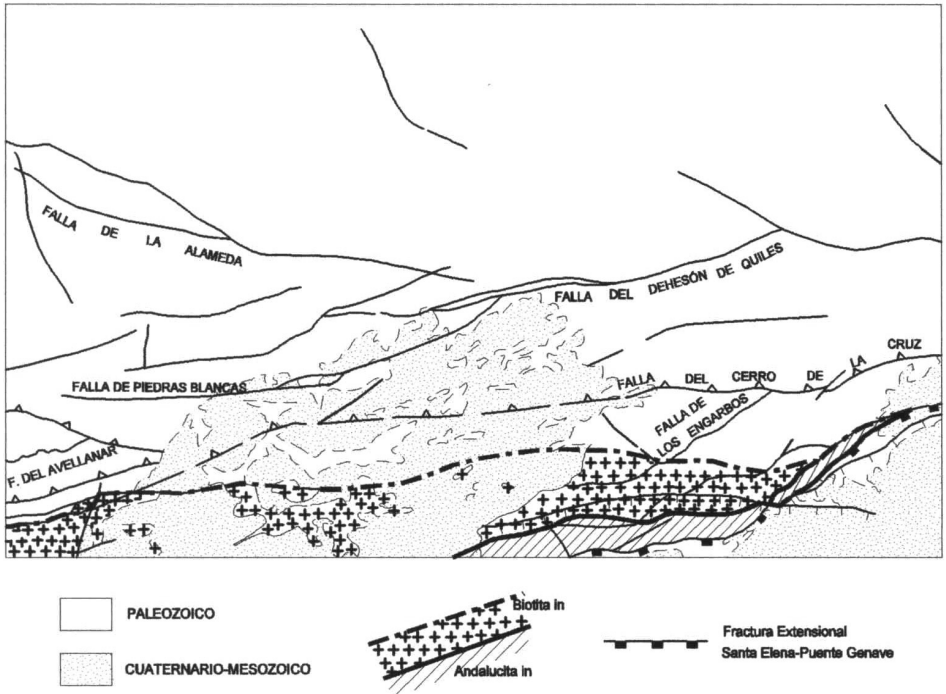 FALLA DE LA ALAMEDA
FALLA DEL DEHESÓN DE QUILES
FALLA DE PIEDRAS BLANCAS
FALLA DEL CERRO DE LA CRUZ
FALLA DE
LOS ENGARBOS
F. DEL AVELLANAR
PALEOZOICO
CUATERNARIO-MESOZOICO
Biotita in
Andalucita in
Fractura Extensional
Santa Elena-Puente Genave